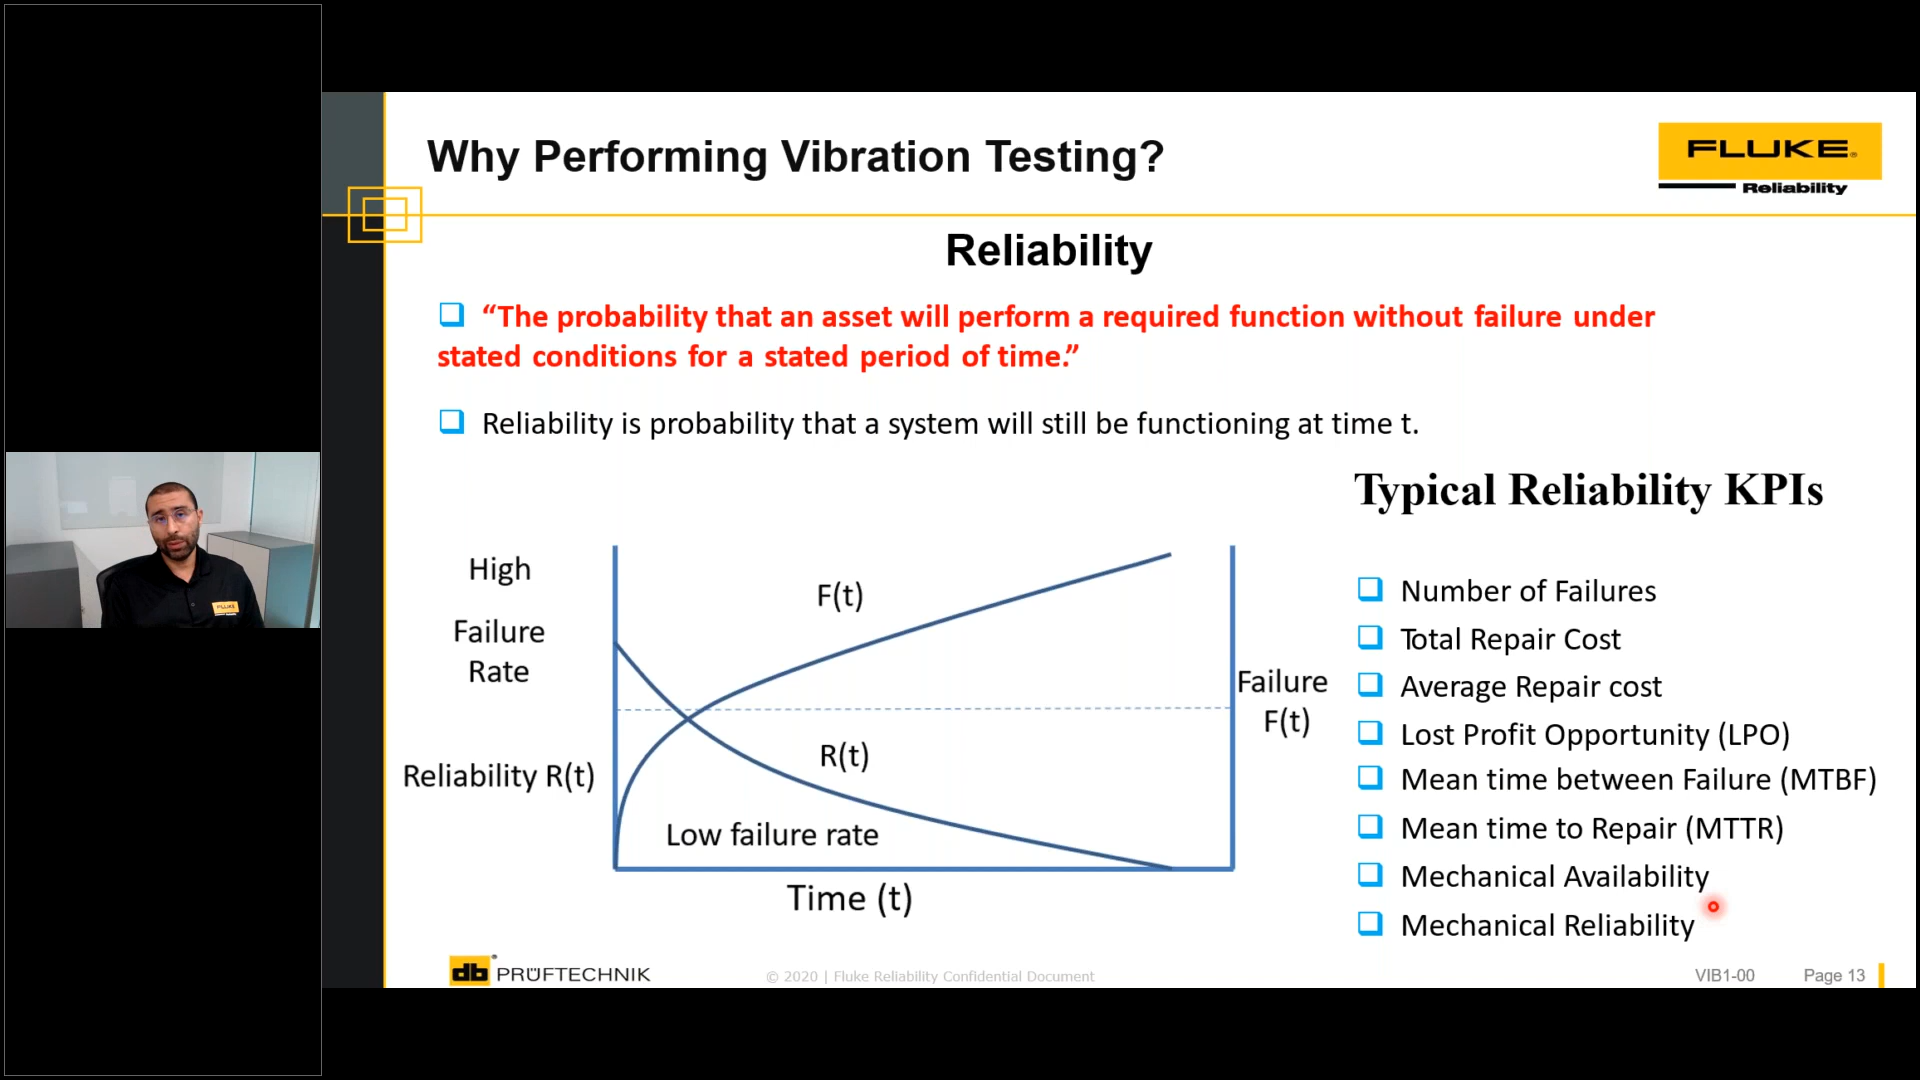 Why Performing Vibration Testing?
FLUKE®
Reliability
Reliability
“The probability that an asset will perform a required function without failure under
stated conditions for a stated period of time.”
Reliability is probability that a system will still be functioning at time t.
Typical Reliability KPIs
High
Failure
Rate
Reliability R(t)
F(t)
R(t)
Low failure rate
Time (t)
Failure
F(t)
Number of Failures
Total Repair Cost
Average Repair cost
Lost Profit Opportunity (LPO)
Mean time between Failure (MTBF)
Mean time to Repair (MTTR)
Mechanical Availability
Mechanical Reliability
FLUKE
db PRÜFTECHNIK
© 2020 | Fluke Reliability Confidential Document
VIB1-00
Page 13